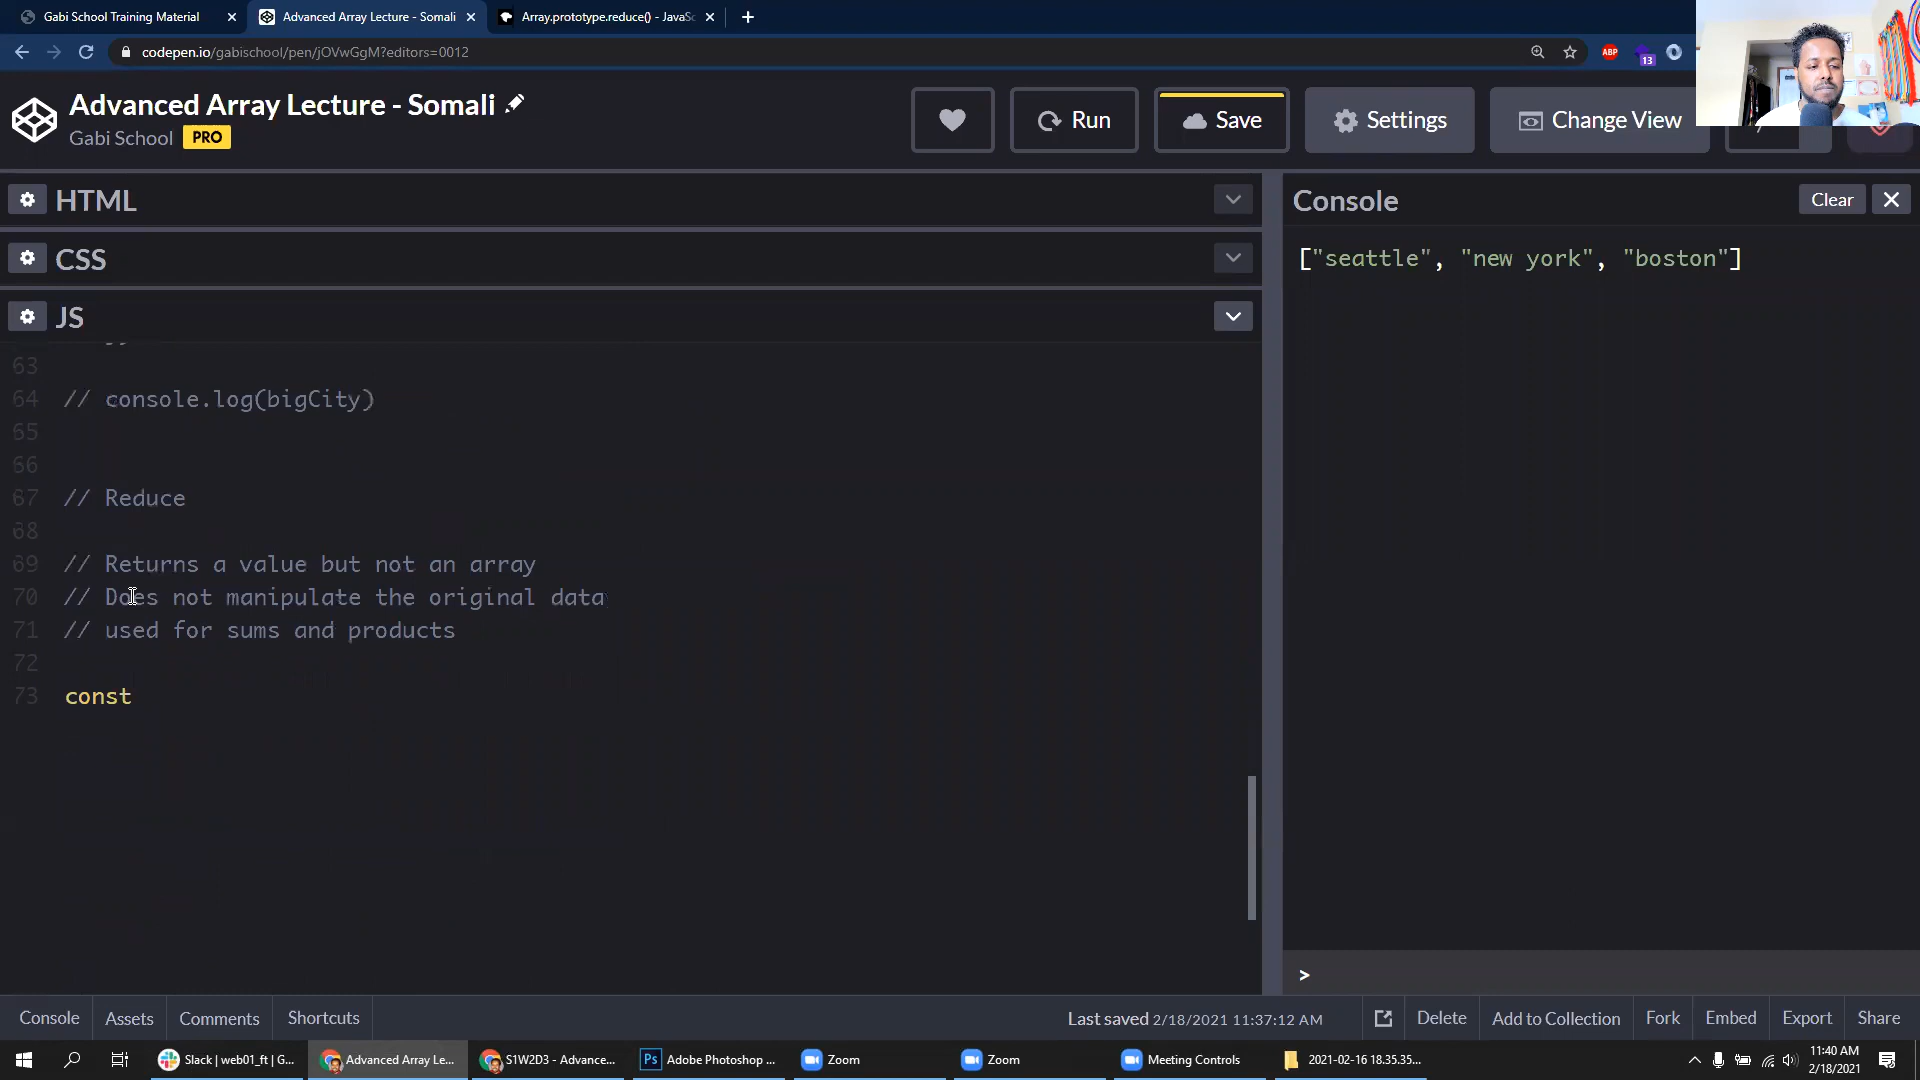 Gabi School Training Material
Advanced Array Lecture - Somali
Array.prototype.reduce() - JavaSc
codepen.io/gabischool/pen/jOVwGgM?editors=0012
ABP
13
Advanced Array Lecture - Somali
Gabi School PRO
Run
Save
Settings
Change View
HTML
CSS
JS
Console
Clear
["seattle", "new york", "boston"]
63
64 // console.log(bigCity)
65
66
67 // Reduce
68
69 // Returns a value but not an array
70 // Does not manipulate the original data
71 // used for sums and products
72
73 const
>
Console
Assets
Comments
Shortcuts
Last saved 2/18/2021 11:37:12 AM
Delete
Add to Collection
Fork
Embed
Export
Share
Slack | web01_ft | G...
Advanced Array Le...
S1W2D3 - Advance...
Ps
Adobe Photoshop ...
Zoom
Zoom
Meeting Controls
2021-02-16 18.35.35...
11:40 AM
2/18/2021